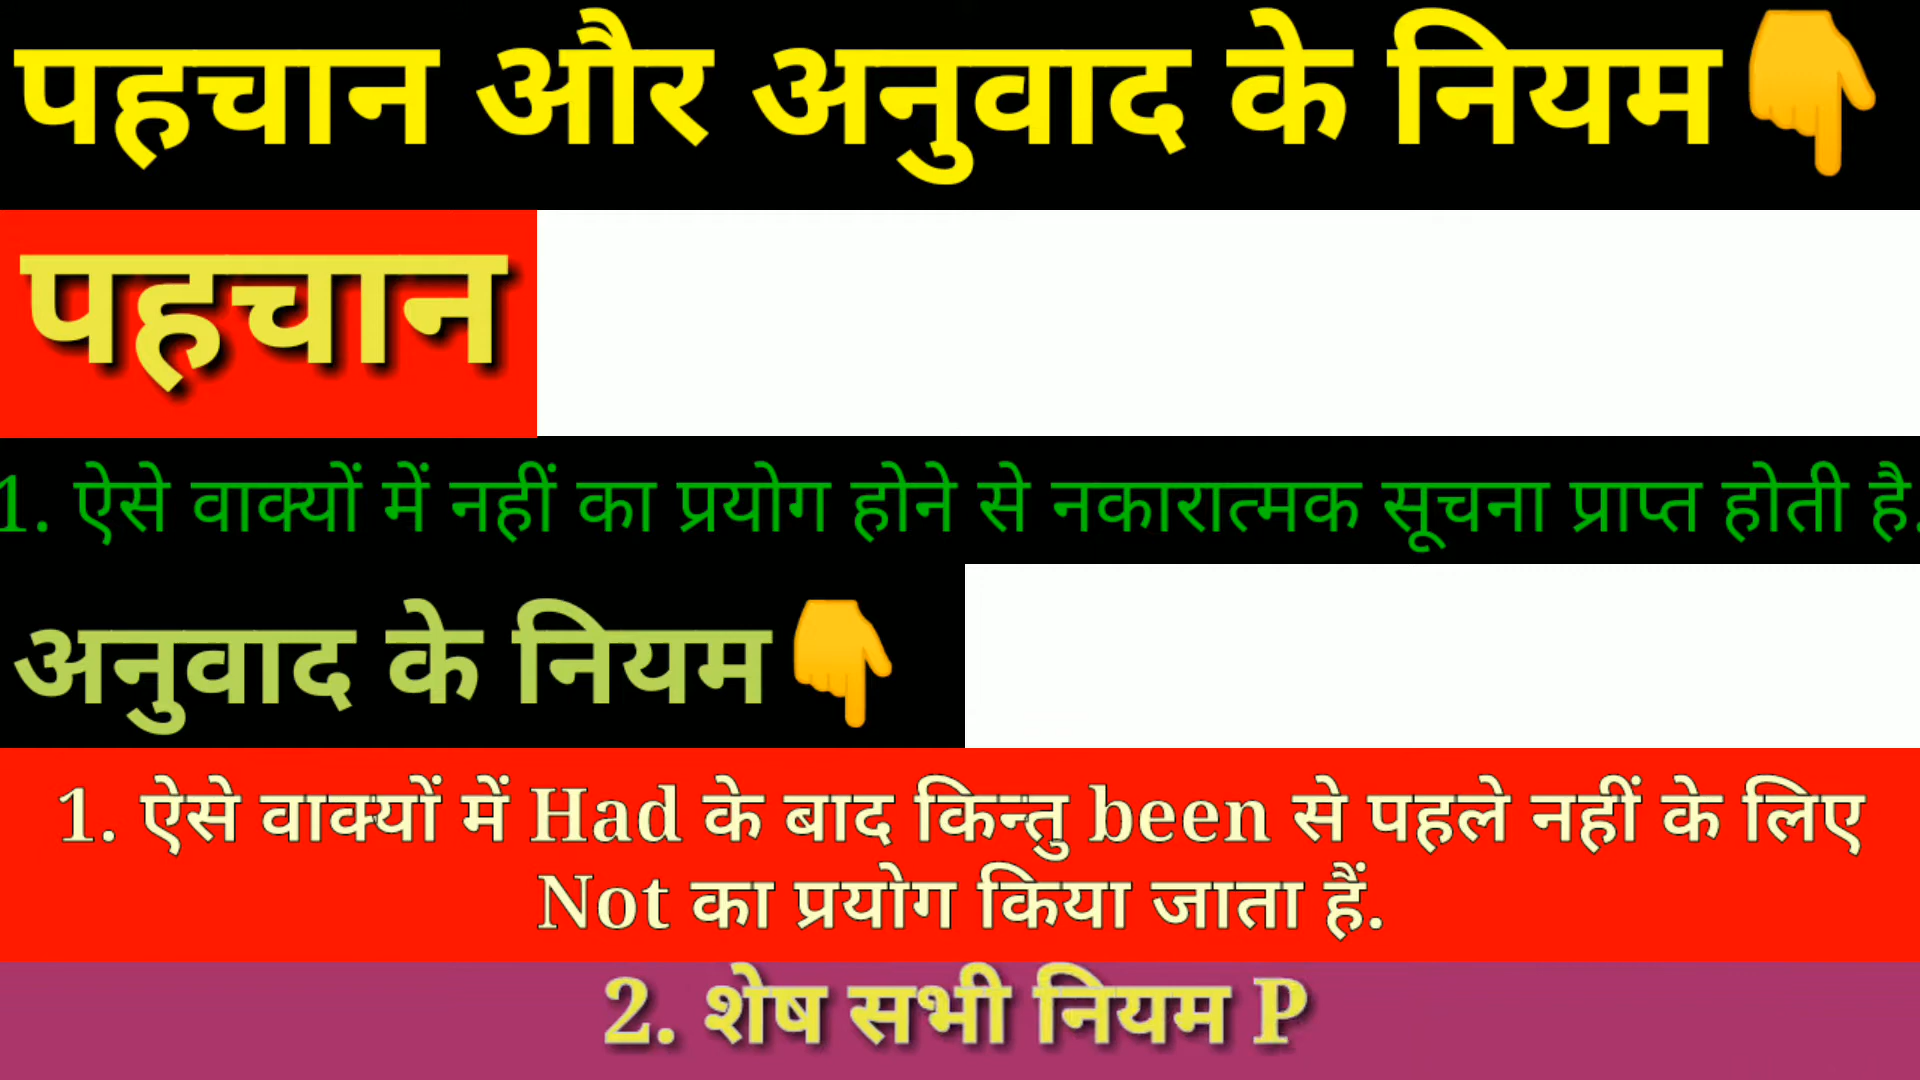 पहचान और अनुवाद के नियम👇
पहचान
1. ऐसे वाक्यों में नहीं का प्रयोग होने से नकारात्मक सूचना प्राप्त होती है.
अनुवाद के नियम👇
1. ऐसे वाक्यों में Had के बाद किन्तु been से पहले नहीं के लिए
Not का प्रयोग किया जाता हैं.
2. शेष सभी नियम P